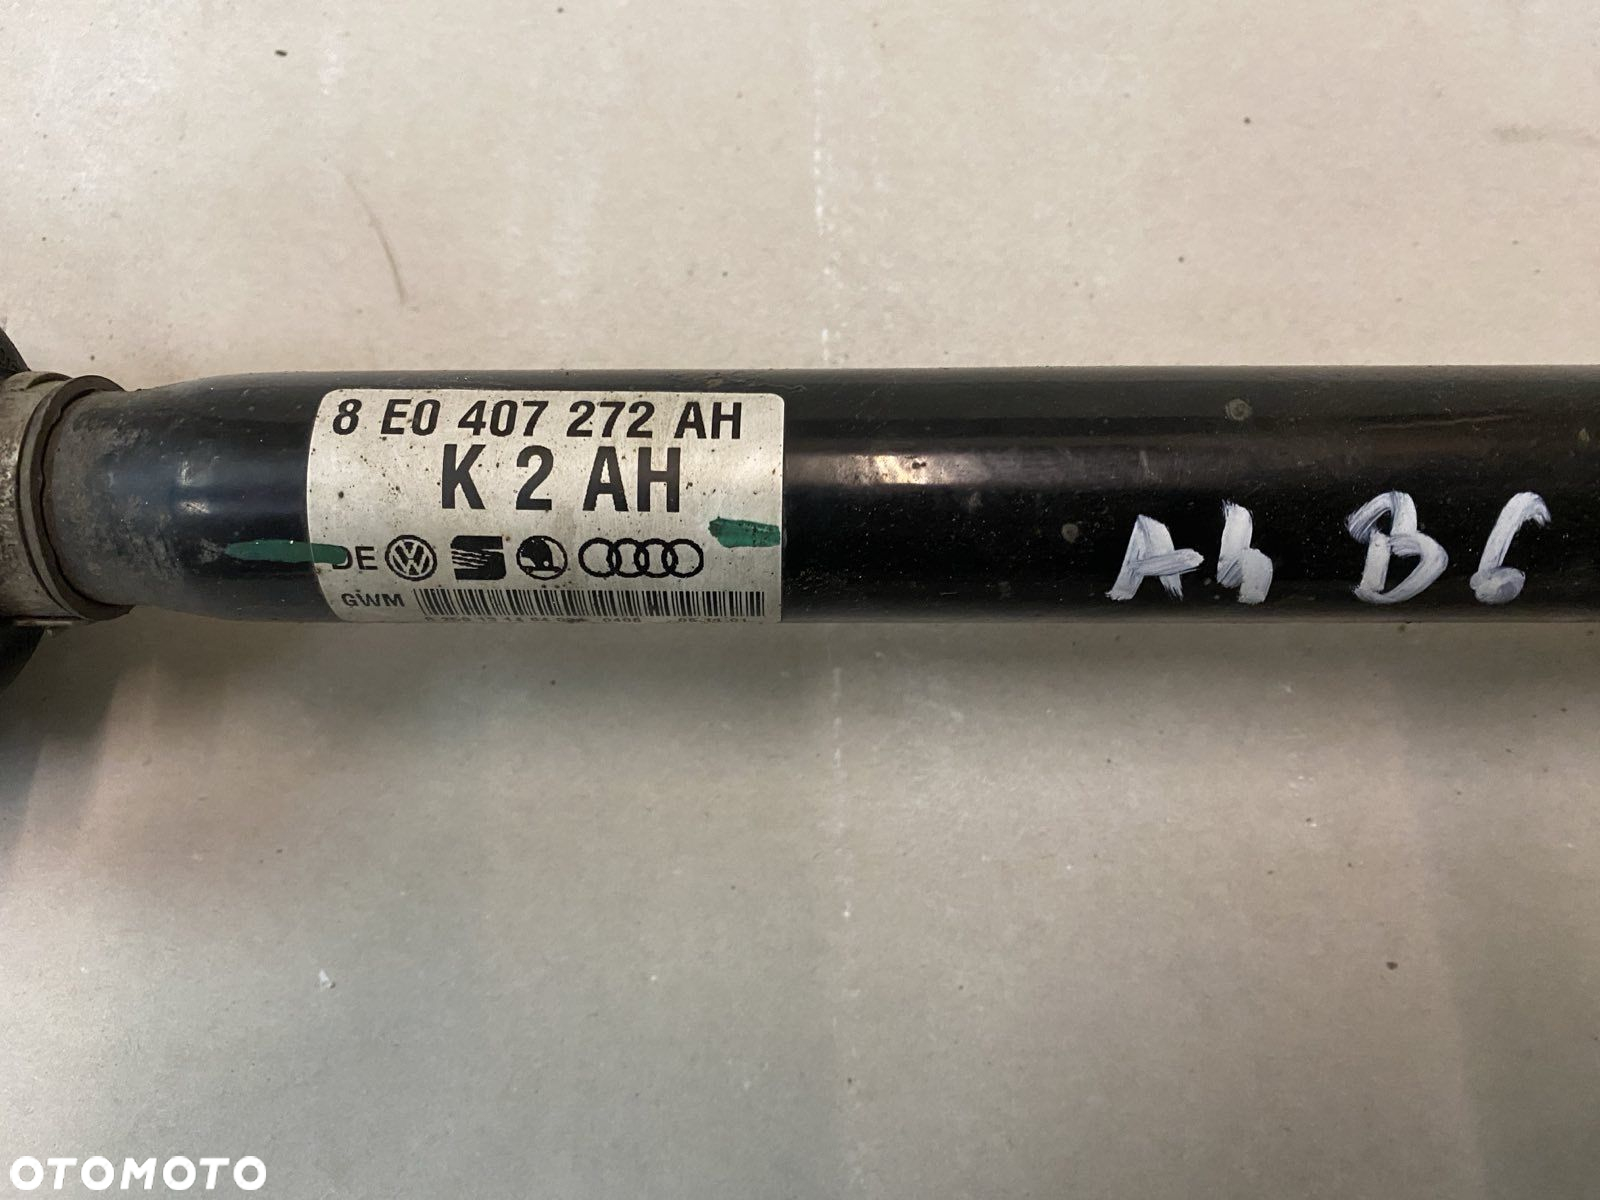 8 E0 407 272 AH
K 2 AH
DE
GWM
A4 B6
OTOMOTO